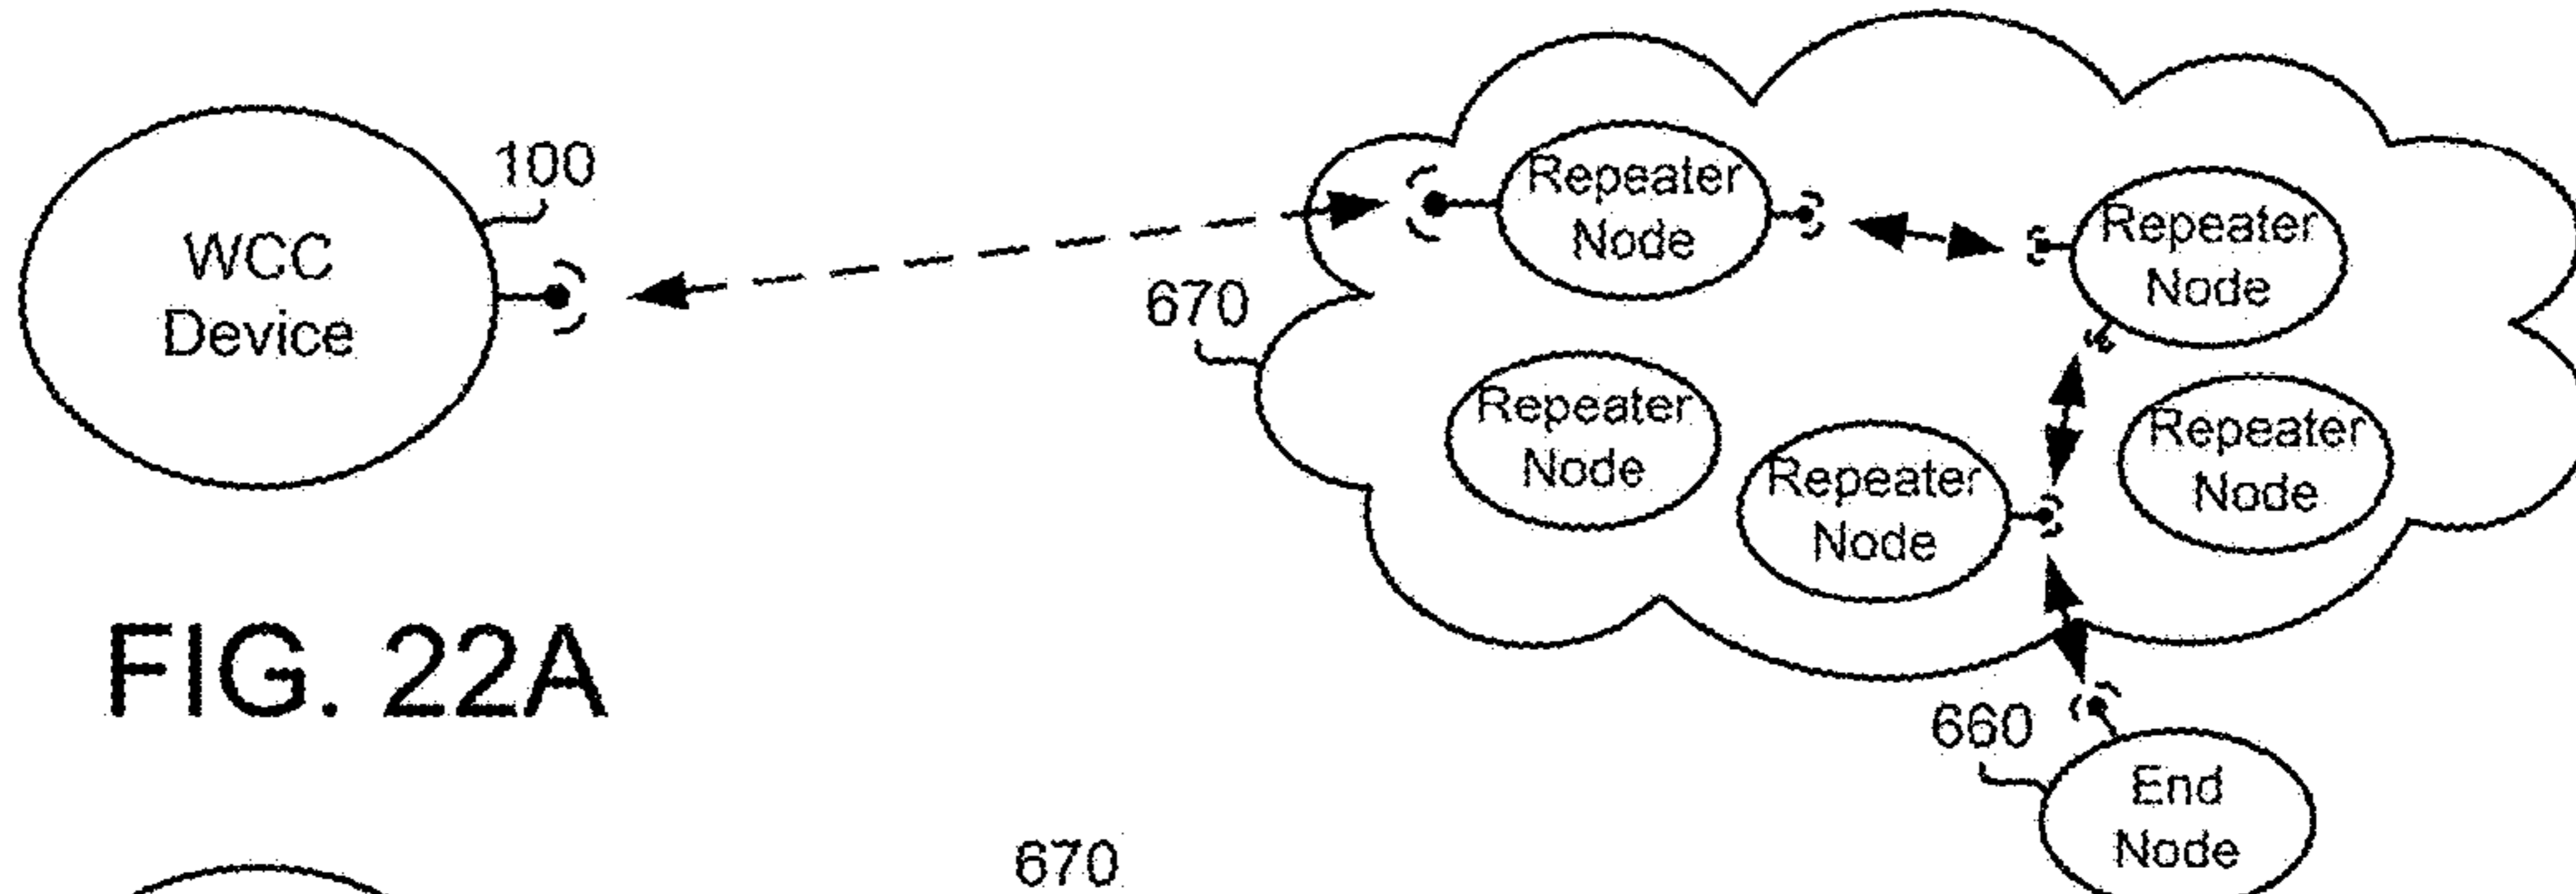 100
WCC
Device
670
Repeater
Node
Repeater
Node
Repeater
Node
Repeater
Node
Repeater
Node
FIG. 22A
660
End
Node
670